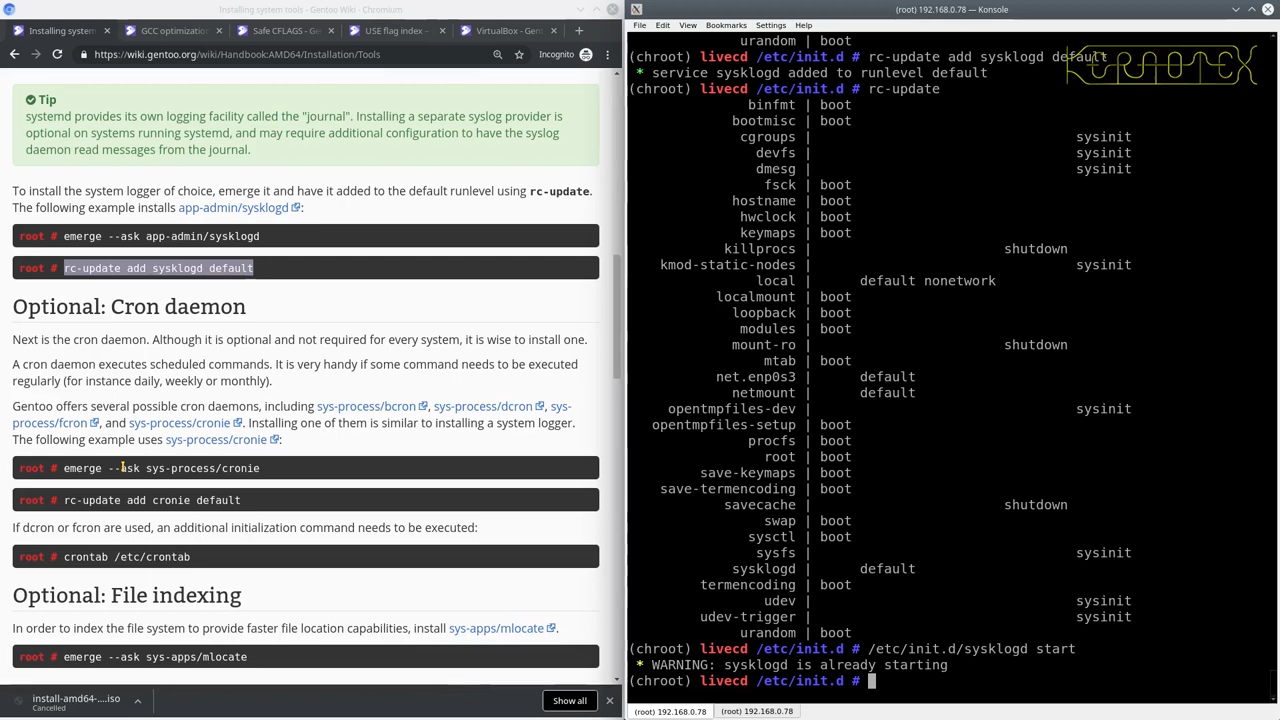 Installing system tools - Gentoo Wiki - Chromium
Installing system
GCC optimizatio
Safe CFLAGS - G
USE flag index –
VirtualBox - Gent
https://wiki.gentoo.org/wiki/Handbook:AMD64/Installation/Tools
Incognito
Tip
systemd provides its own logging facility called the "journal". Installing a separate syslog provider is
optional on systems running systemd, and may require additional configuration to have the syslog
daemon read messages from the journal.
To install the system logger of choice, emerge it and have it added to the default runlevel using rc-update.
The following example installs app-admin/sysklogd:
root # emerge --ask app-admin/sysklogd
root # rc-update add sysklogd default
Optional: Cron daemon
Next is the cron daemon. Although it is optional and not required for every system, it is wise to install one.
A cron daemon executes scheduled commands. It is very handy if some command needs to be executed
regularly (for instance daily, weekly or monthly).
Gentoo offers several possible cron daemons, including sys-process/bcron, sys-process/dcron, sys-
process/fcron, and sys-process/cronie. Installing one of them is similar to installing a system logger.
The following example uses sys-process/cronie:
root # emerge --ask sys-process/cronie
root # rc-update add cronie default
If dcron or fcron are used, an additional initialization command needs to be executed:
root # crontab /etc/crontab
Optional: File indexing
In order to index the file system to provide faster file location capabilities, install sys-apps/mlocate.
root # emerge --ask sys-apps/mlocate
install-amd64-....iso
Cancelled
Show all
(root) 192.168.0.78 — Konsole
File Edit View Bookmarks Settings Help
urandom | boot
(chroot) livecd /etc/init.d # rc-update add sysklogd default
* service sysklogd added to runlevel default
(chroot) livecd /etc/init.d # rc-update
binfmt | boot
bootmisc | boot
cgroups | sysinit
devfs | sysinit
dmesg | sysinit
fsck | boot
hostname | boot
hwclock | boot
keymaps | boot
killprocs | shutdown
kmod-static-nodes | sysinit
local | default nonetwork
localmount | boot
loopback | boot
modules | boot
mount-ro | shutdown
mtab | boot
net.enp0s3 | default
netmount | default
opentmpfiles-dev | sysinit
opentmpfiles-setup | boot
procfs | boot
root | boot
save-keymaps | boot
save-termencoding | boot
savecache | shutdown
swap | boot
sysctl | boot
sysfs | sysinit
sysklogd | default
termencoding | boot
udev | sysinit
udev-trigger | sysinit
urandom | boot
(chroot) livecd /etc/init.d # /etc/init.d/sysklogd start
* WARNING: sysklogd is already starting
(chroot) livecd /etc/init.d #
(root) 192.168.0.78
(root) 192.168.0.78